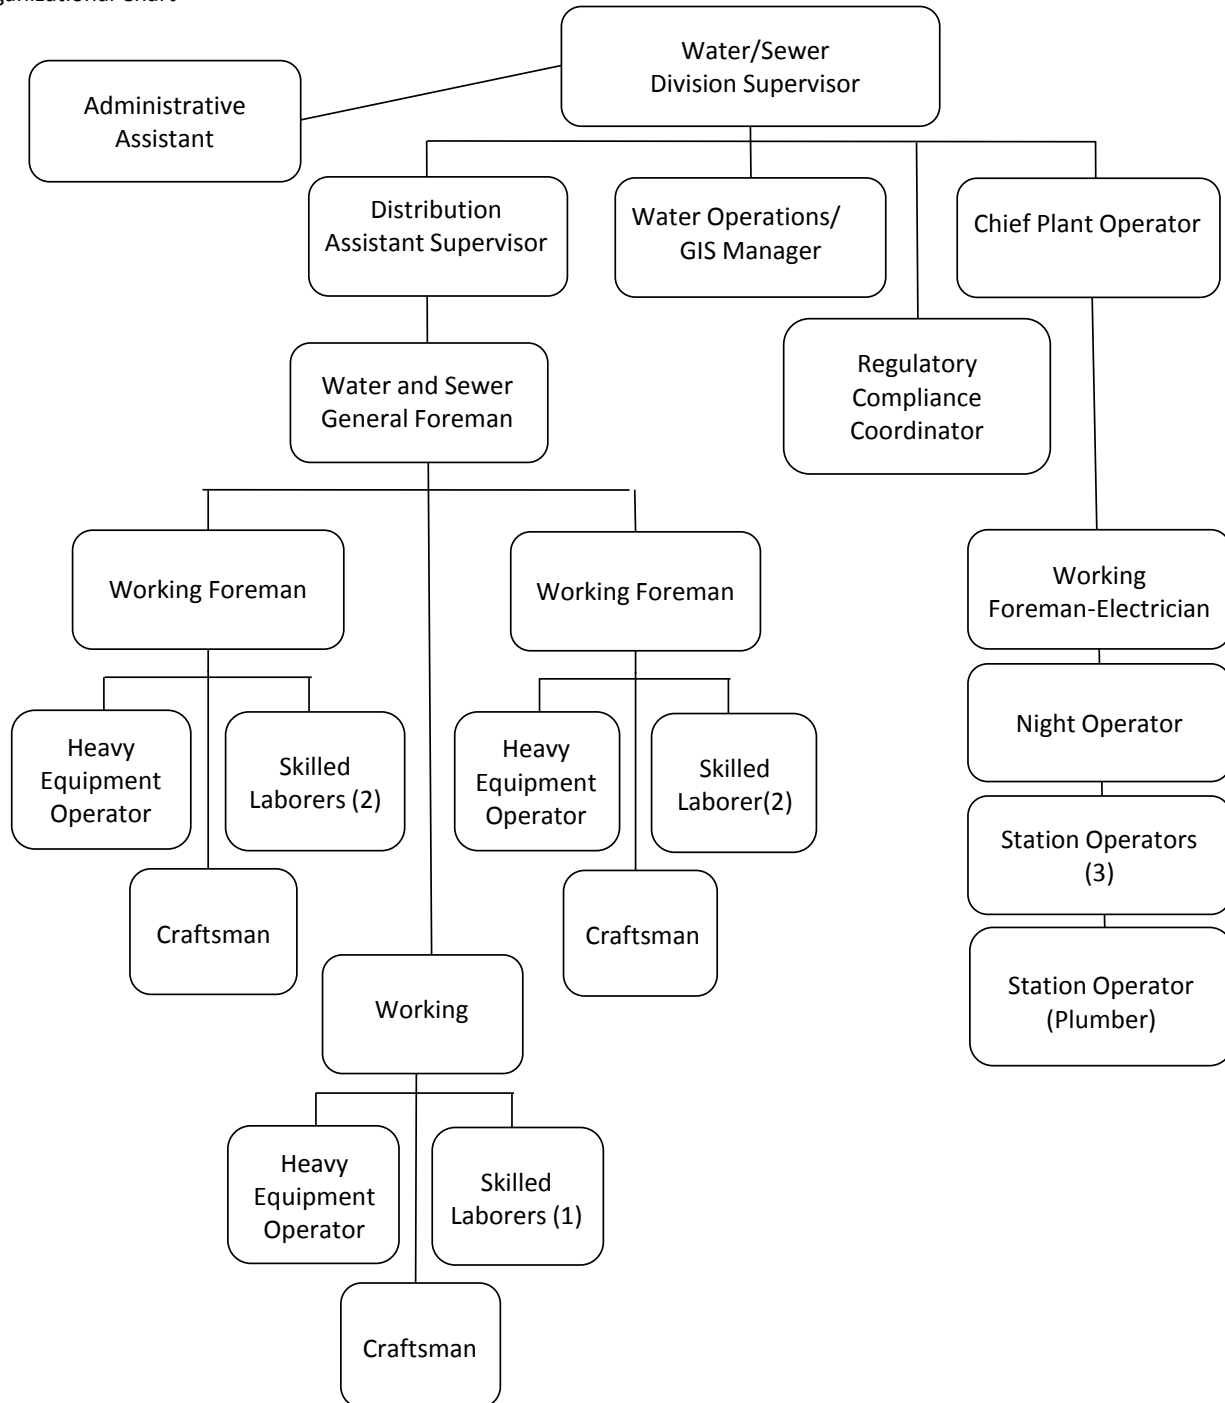 Water/Sewer
Division Supervisor
Administrative
Assistant
Distribution
Assistant Supervisor
Water Operations/
GIS Manager
Chief Plant Operator
Regulatory
Compliance
Coordinator
Water and Sewer
General Foreman
Working Foreman
Working Foreman
Working
Foreman-Electrician
Heavy
Equipment
Operator
Skilled
Laborers (2)
Heavy
Equipment
Operator
Skilled
Laborer(2)
Night Operator
Craftsman
Craftsman
Station Operators
(3)
Working
Station Operator
(Plumber)
Heavy
Equipment
Operator
Skilled
Laborers (1)
Craftsman